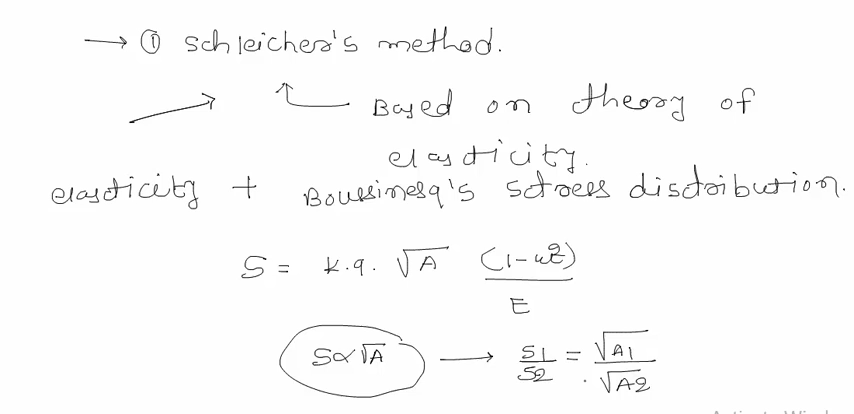 → ① Schleicher's method.
Based on theory of
elasticity.
elasticity + Boussinesq's stress distribution.
S = k.q. √A (1-μ²)
E
S∝√A → S1/S2 = √A1/√A2